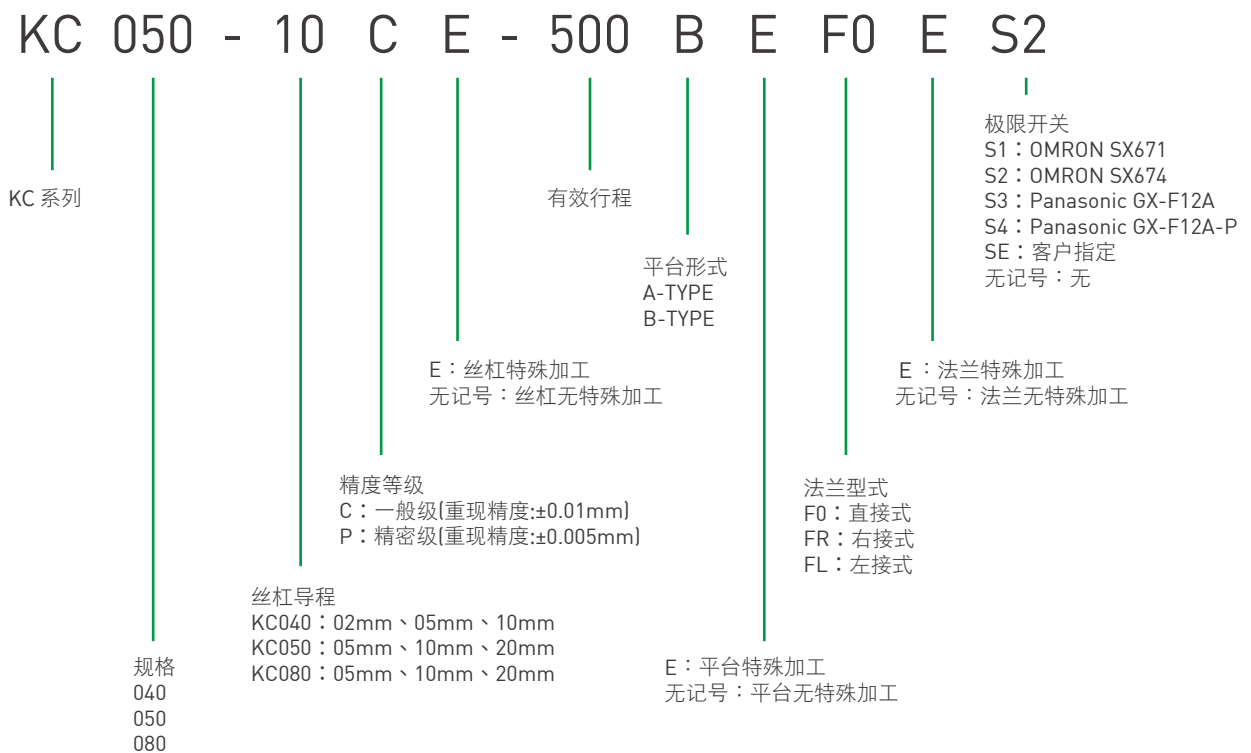 KC 050 - 10 C E - 500 B E F0 E S2
KC 系列
规格
040
050
080
丝杠导程
KC040：02mm、05mm、10mm
KC050：05mm、10mm、20mm
KC080：05mm、10mm、20mm
精度等级
C：一般级(重现精度:±0.01mm)
P：精密级(重现精度:±0.005mm)
E：丝杠特殊加工
无记号：丝杠无特殊加工
有效行程
平台形式
A-TYPE
B-TYPE
E：平台特殊加工
无记号：平台无特殊加工
法兰型式
F0：直接式
FR：右接式
FL：左接式
E：法兰特殊加工
无记号：法兰无特殊加工
极限开关
S1：OMRON SX671
S2：OMRON SX674
S3：Panasonic GX-F12A
S4：Panasonic GX-F12A-P
SE：客户指定
无记号：无